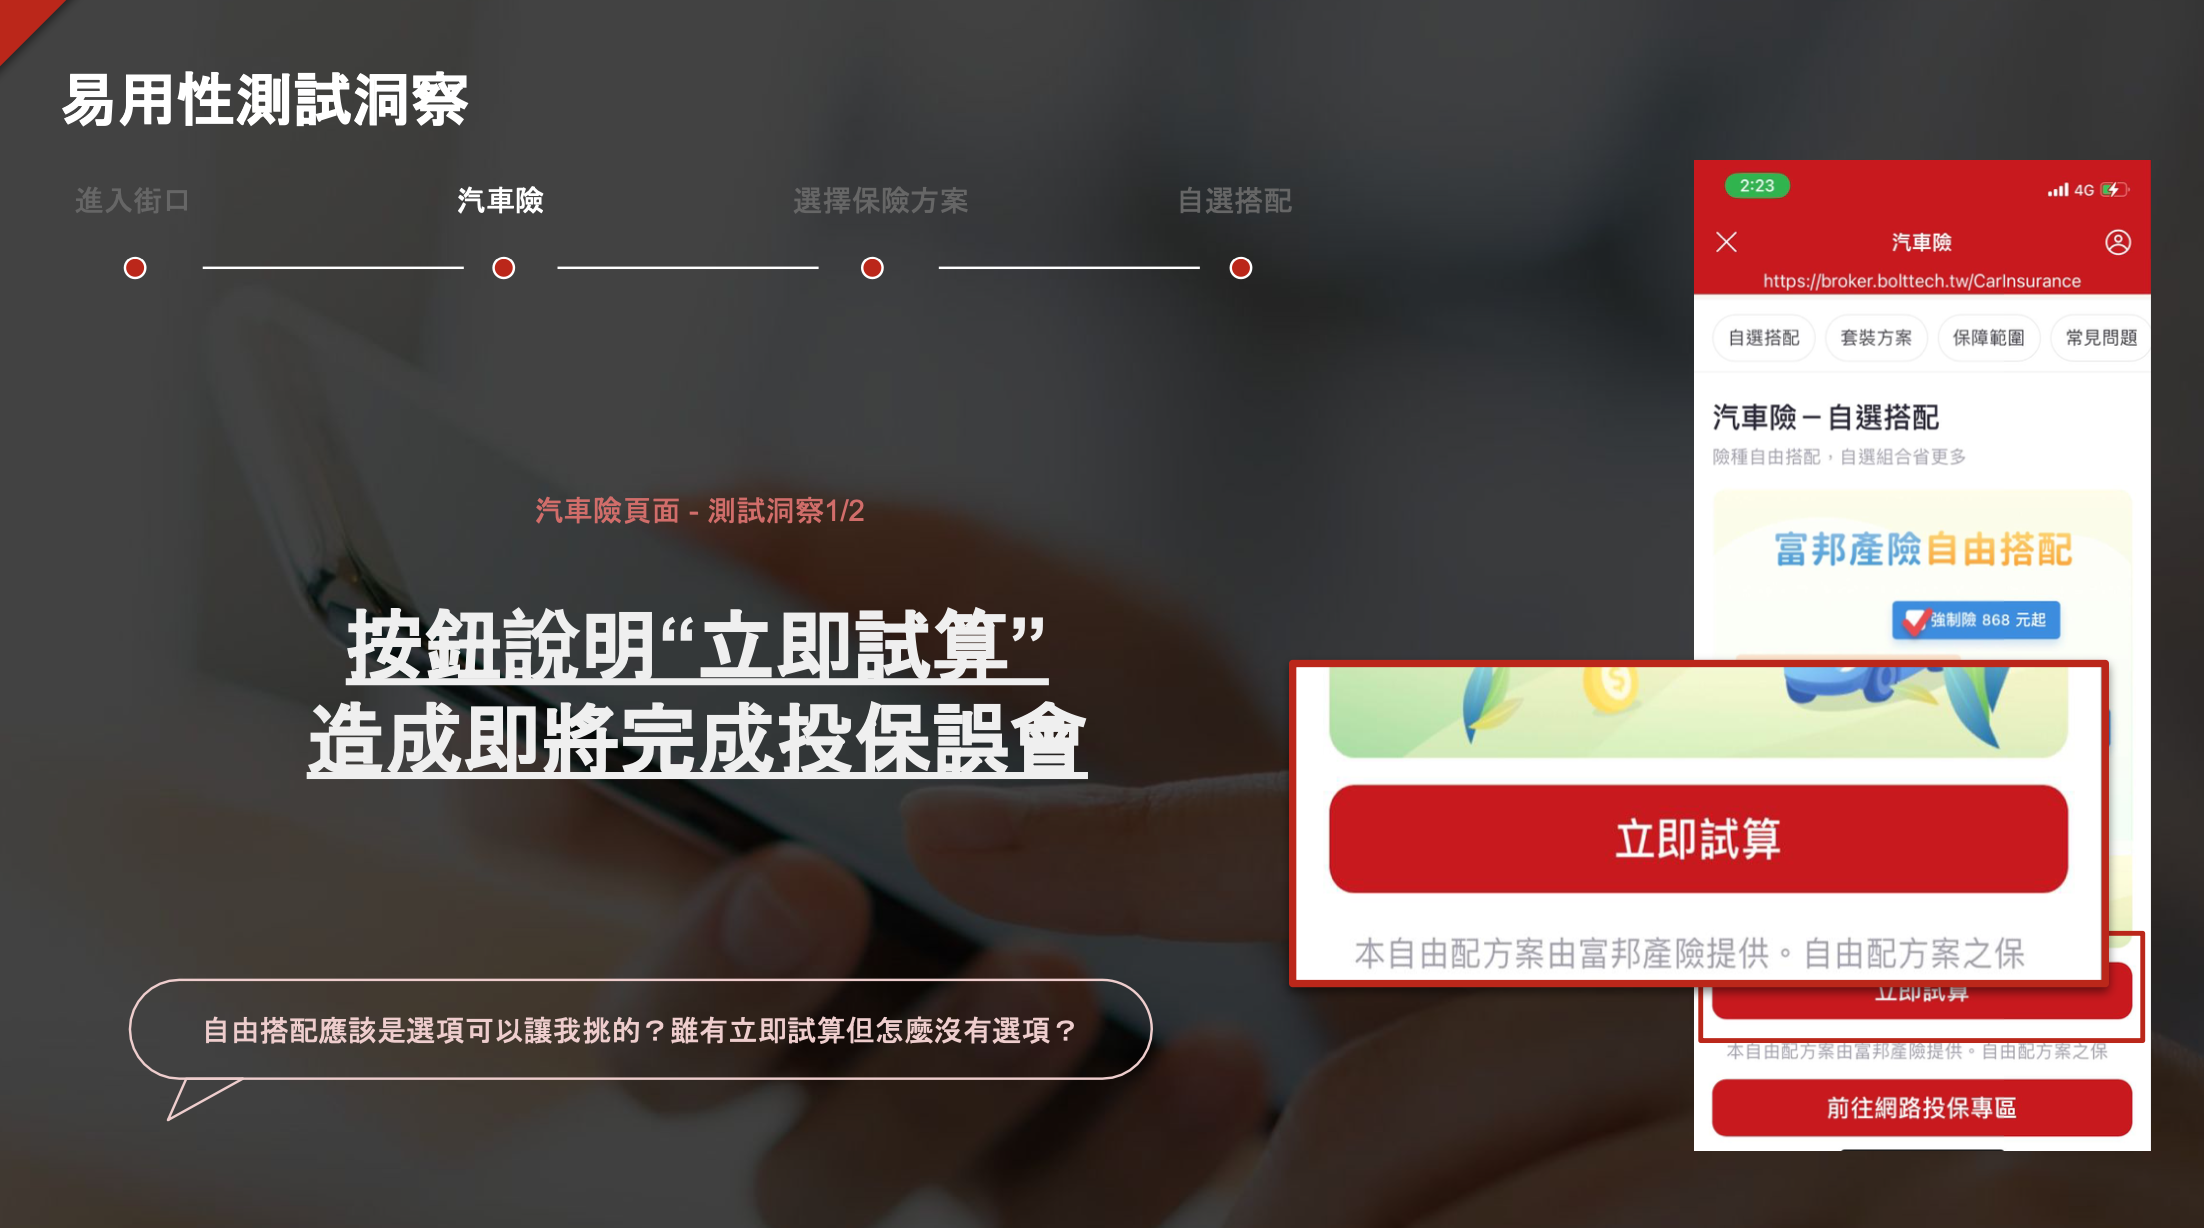 易用性測試洞察
進入街口
汽車險
選擇保險方案
自選搭配
汽車險頁面 - 測試洞察1/2
按鈕說明“立即試算”
造成即將完成投保誤會
自由搭配應該是選項可以讓我挑的？雖有立即試算但怎麼沒有選項？
2:23
4G
汽車險
https://broker.bolttech.tw/CarInsurance
自選搭配
套裝方案
保障範圍
常見問題
汽車險－自選搭配
險種自由搭配，自選組合省更多
富邦產險自由搭配
強制險 868 元起
立即試算
本自由配方案由富邦產險提供。自由配方案之保
立即試算
本自由配方案由富邦產險提供。自由配方案之保
前往網路投保專區